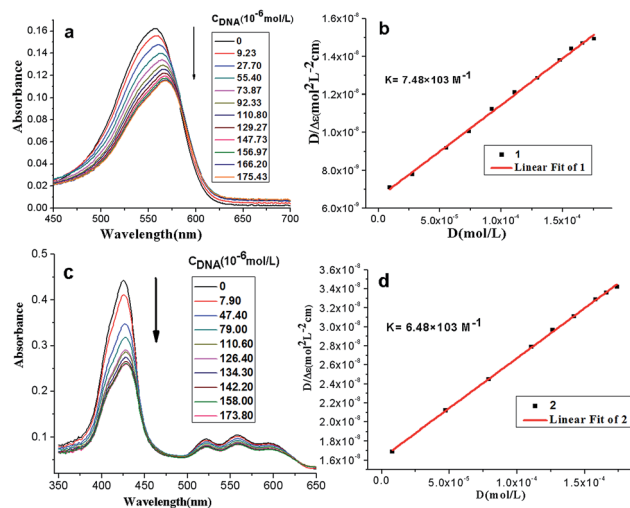 a
C_DNA(10⁻⁶mol/L)
0
9.23
27.70
55.40
73.87
92.33
110.80
129.27
147.73
156.97
166.20
175.43
Absorbance
0.16
0.14
0.12
0.10
0.08
0.06
0.04
0.02
0.00
450
500
550
600
650
700
Wavelength(nm)
b
K= 7.48×103 M⁻¹
1
Linear Fit of 1
D/Δε(mol²L⁻²cm)
1.6x10⁻⁸
1.4x10⁻⁸
1.2x10⁻⁸
1.0x10⁻⁸
8.0x10⁻⁹
6.0x10⁻⁹
0.0
5.0x10⁻⁵
1.0x10⁻⁴
1.5x10⁻⁴
D(mol/L)
c
C_DNA(10⁻⁶mol/L)
0
7.90
47.40
79.00
110.60
126.40
134.30
142.20
158.00
173.80
Absorbance
0.5
0.4
0.3
0.2
0.1
350
400
450
500
550
600
650
Wavelength(nm)
d
K= 6.48×103 M⁻¹
2
Linear Fit of 2
D/Δε(mol²L⁻²cm)
3.6x10⁻⁸
3.4x10⁻⁸
3.2x10⁻⁸
3.0x10⁻⁸
2.8x10⁻⁸
2.6x10⁻⁸
2.4x10⁻⁸
2.2x10⁻⁸
2.0x10⁻⁸
1.8x10⁻⁸
1.6x10⁻⁸
0.0
5.0x10⁻⁵
1.0x10⁻⁴
1.5x10⁻⁴
D(mol/L)